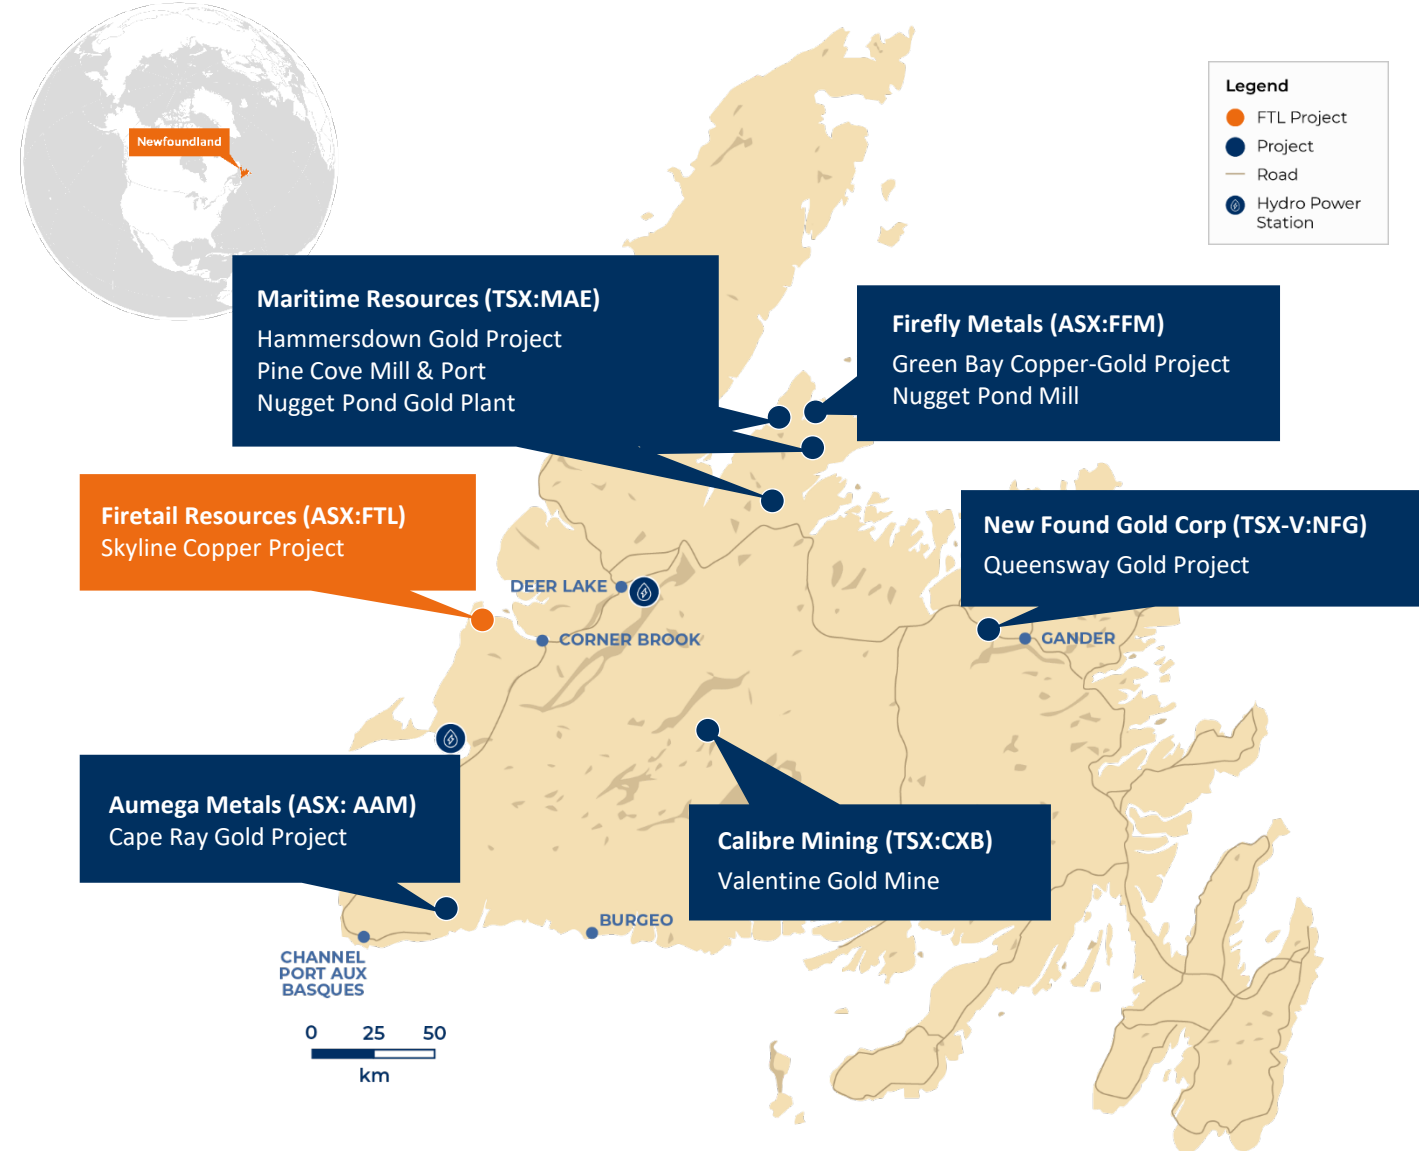 Newfoundland
Legend
FTL Project
Project
Road
Hydro Power
Station
Maritime Resources (TSX:MAE)
Hammersdown Gold Project
Pine Cove Mill & Port
Nugget Pond Gold Plant
Firefly Metals (ASX:FFM)
Green Bay Copper-Gold Project
Nugget Pond Mill
Firetail Resources (ASX:FTL)
Skyline Copper Project
New Found Gold Corp (TSX-V:NFG)
Queensway Gold Project
DEER LAKE
CORNER BROOK
GANDER
Aumega Metals (ASX: AAM)
Cape Ray Gold Project
Calibre Mining (TSX:CXB)
Valentine Gold Mine
BURGEO
CHANNEL
PORT AUX
BASQUES
0 25 50
km